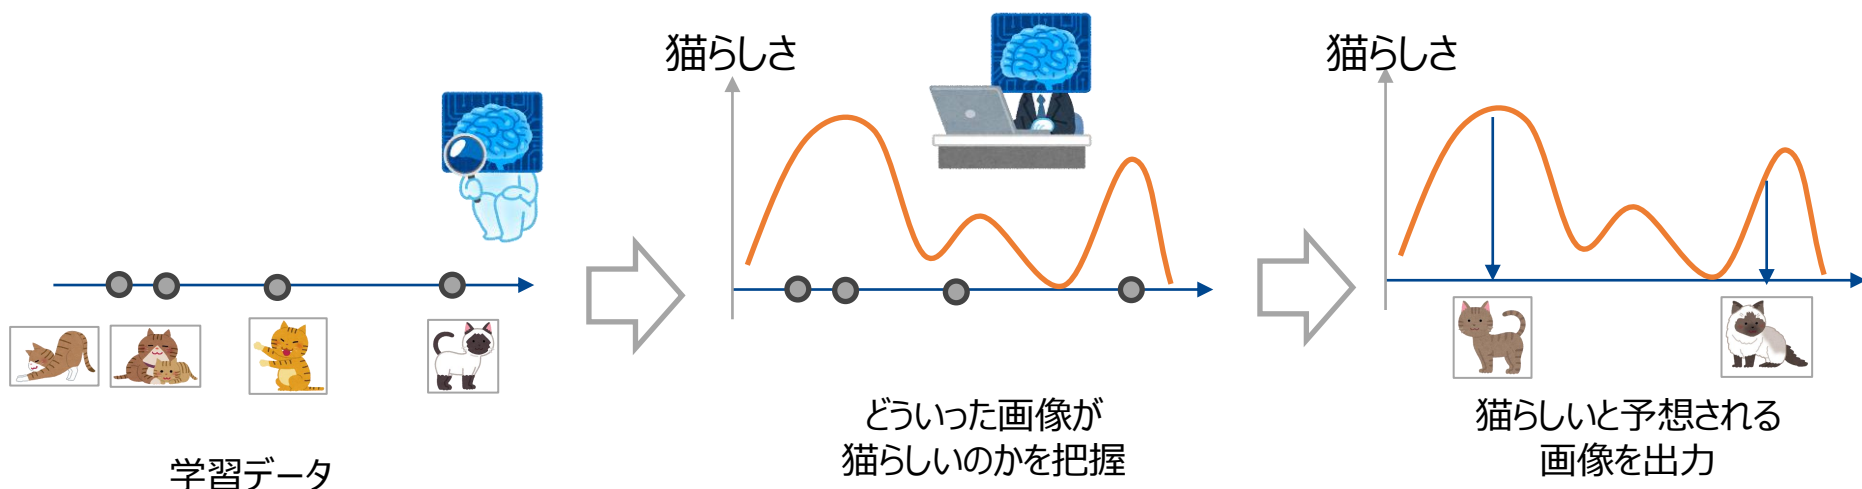 学習データ
猫らしさ
どういった画像が
猫らしいのかを把握
猫らしさ
猫らしいと予想される
画像を出力